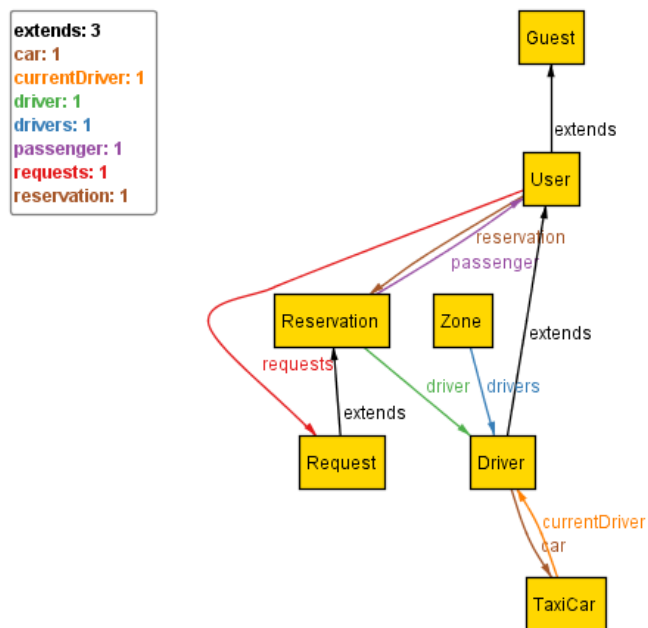 extends: 3
car: 1
currentDriver: 1
driver: 1
drivers: 1
passenger: 1
requests: 1
reservation: 1
Guest
extends
User
reservation
passenger
Reservation
Zone
extends
requests
driver
drivers
extends
Request
Driver
currentDriver
car
TaxiCar